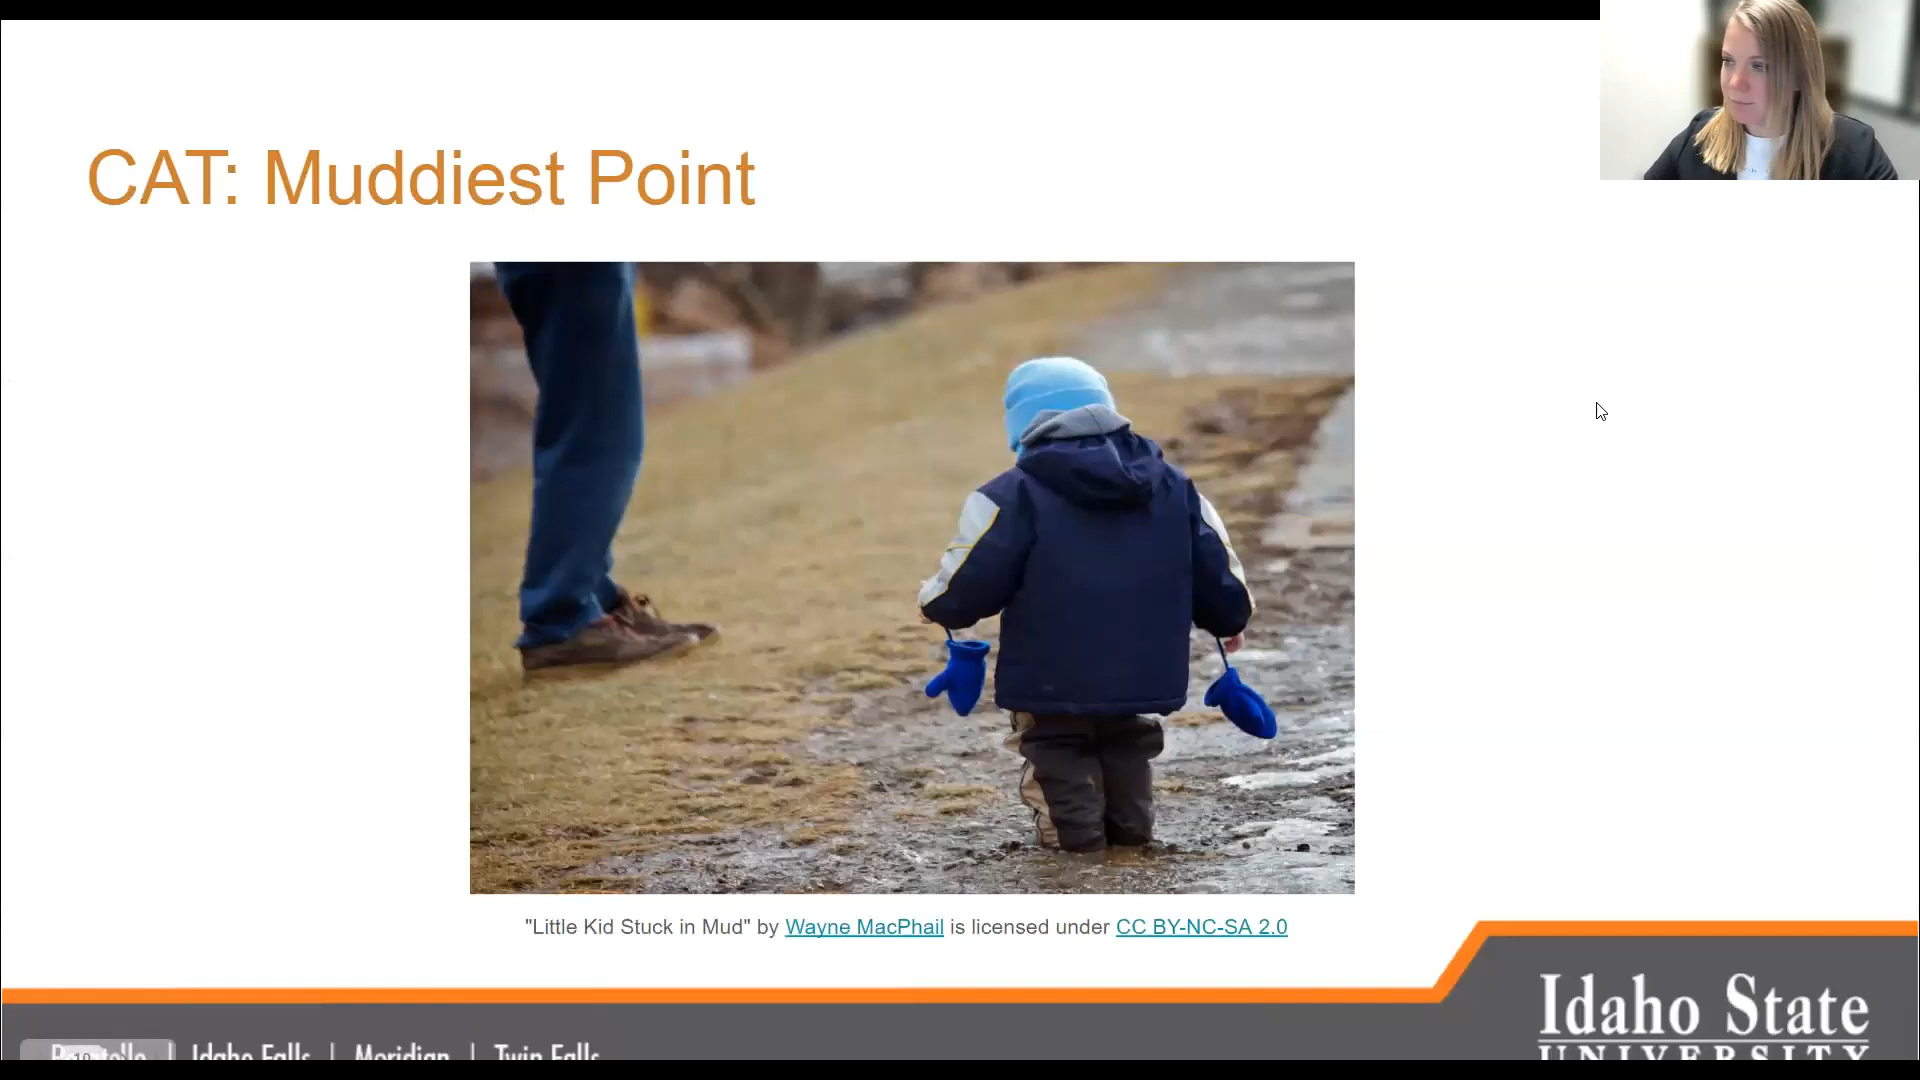 CAT: Muddiest Point
"Little Kid Stuck in Mud" by Wayne MacPhail is licensed under CC BY-NC-SA 2.0
Idaho State
UNIVERSITY
Idaho Falls | Meridian | Twin Falls